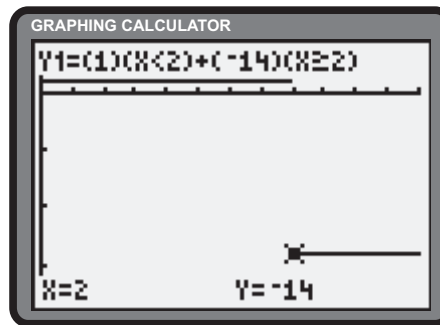 GRAPHING CALCULATOR
Y1=(1)(X<2)+(⁻14)(X≥2)
X=2 Y=⁻14